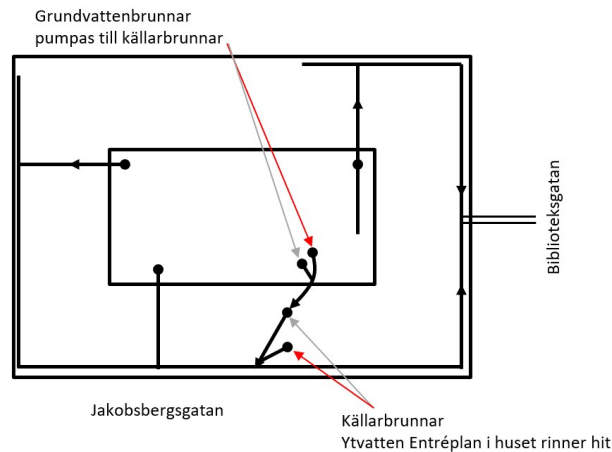 Grundvattenbrunnar
pumpas till källarbrunnar
Biblioteksgatan
Jakobsbergsgatan
Källarbrunnar
Ytvatten Entréplan i huset rinner hit